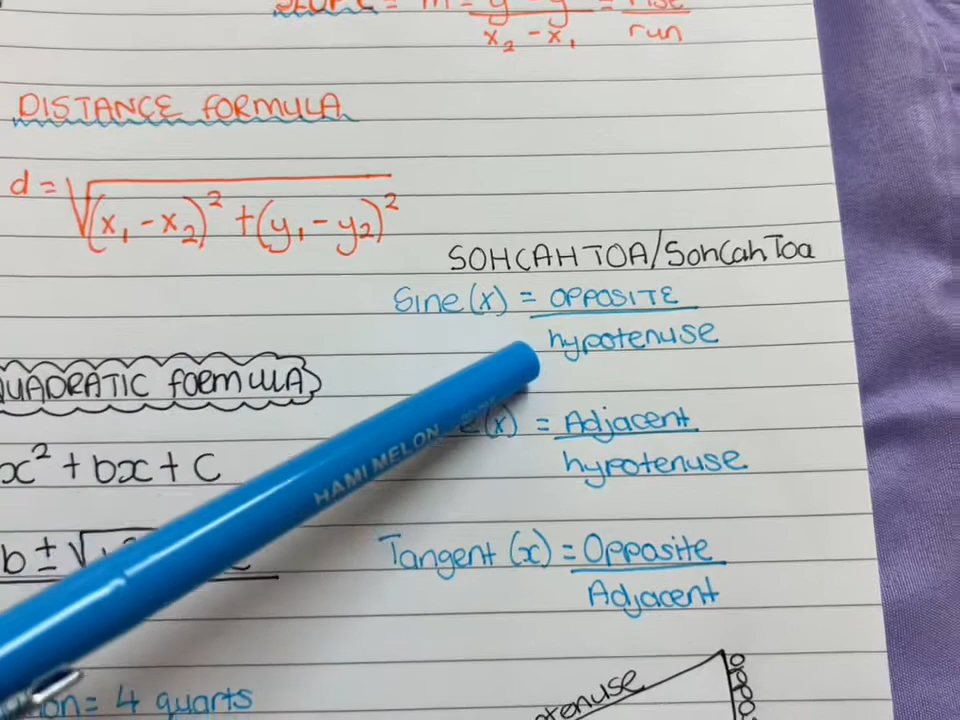 run
x₂ - x₁
DISTANCE FORMULA
d = √(x₁ - x₂)² + (y₁ - y₂)²
SOHCAHTOA/SohCahToa
Sine(x) = OPPOSITE
hypotenuse
QUADRATIC FORMULA
(x) = Adjacent
hypotenuse
HAMI MELON
x² + bx + C
Tangent (x) = Opposite
Adjacent
b ± √
= 4 quarts